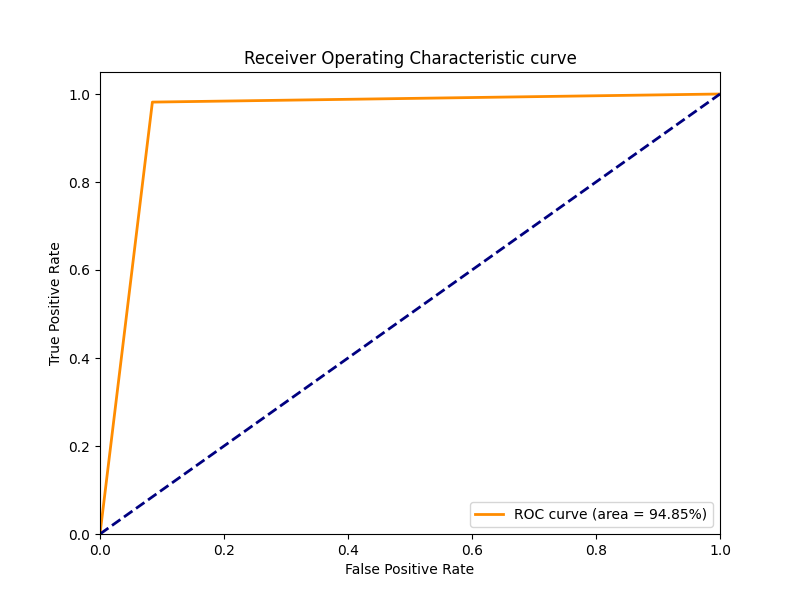 Receiver Operating Characteristic curve
True Positive Rate
1.0
0.8
0.6
0.4
0.2
0.0
ROC curve (area = 94.85%)
0.0 0.2 0.4 0.6 0.8 1.0
False Positive Rate